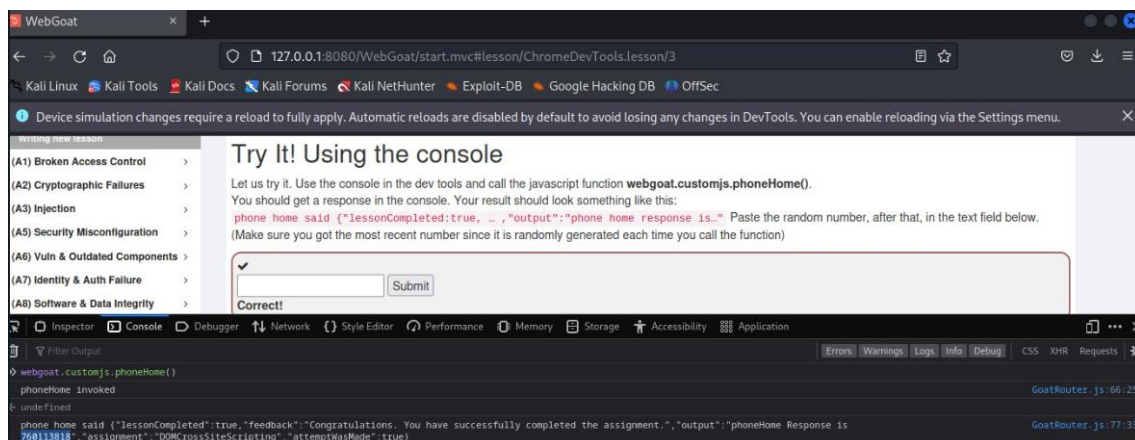 WebGoat
127.0.0.1:8080/WebGoat/start.mvc#lesson/ChromeDevTools.lesson/3
Kali Linux Kali Tools Kali Docs Kali Forums Kali NetHunter Exploit-DB Google Hacking DB OffSec
Device simulation changes require a reload to fully apply. Automatic reloads are disabled by default to avoid losing any changes in DevTools. You can enable reloading via the Settings menu.
Writing new lesson
(A1) Broken Access Control
(A2) Cryptographic Failures
(A3) Injection
(A5) Security Misconfiguration
(A6) Vuln & Outdated Components
(A7) Identity & Auth Failure
(A8) Software & Data Integrity
Try It! Using the console
Let us try it. Use the console in the dev tools and call the javascript function webgoat.customjs.phoneHome().
You should get a response in the console. Your result should look something like this:
phone home said {"lessonCompleted:true, … ,"output":"phone home response is…" Paste the random number, after that, in the text field below.
(Make sure you got the most recent number since it is randomly generated each time you call the function)
Submit
Correct!
Inspector Console Debugger Network Style Editor Performance Memory Storage Accessibility Application
Filter Output Errors Warnings Logs Info Debug CSS XHR Requests
webgoat.customjs.phoneHome()
phoneHome invoked GoatRouter.js:66:25
undefined
phone home said {"lessonCompleted":true,"feedback":"Congratulations. You have successfully completed the assignment.","output":"phoneHome Response is GoatRouter.js:77:33
760113818","assignment":"DOMCrossSiteScripting","attemptWasMade":true}